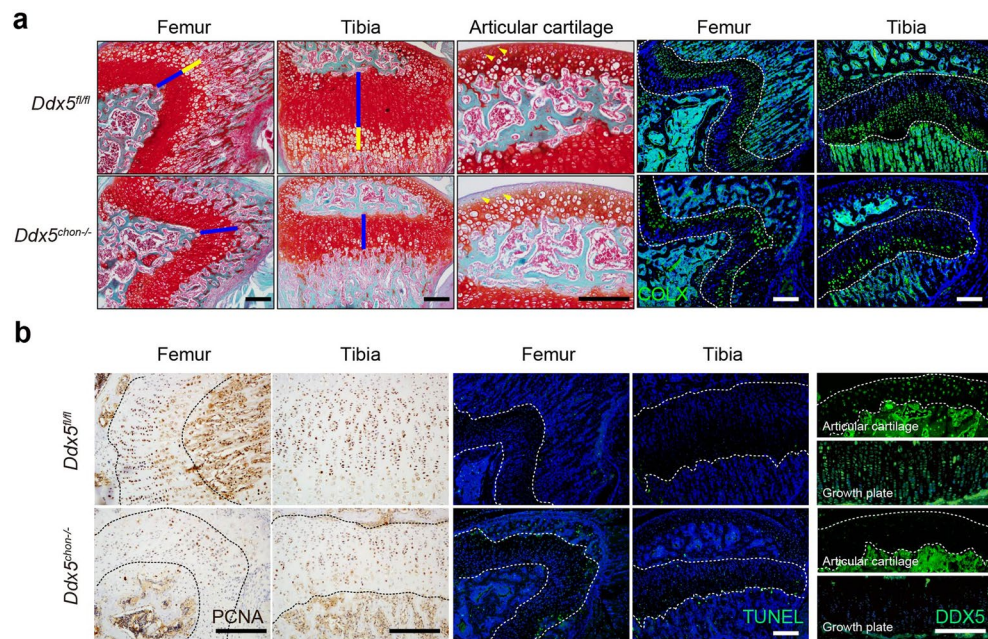 a
Femur Tibia Articular cartilage Femur Tibia
Ddx5fl/fl
Ddx5chon-/-
COLX
b
Femur Tibia Femur Tibia
Ddx5fl/fl
Articular cartilage
Growth plate
Ddx5chon-/-
Articular cartilage
PCNA TUNEL Growth plate DDX5